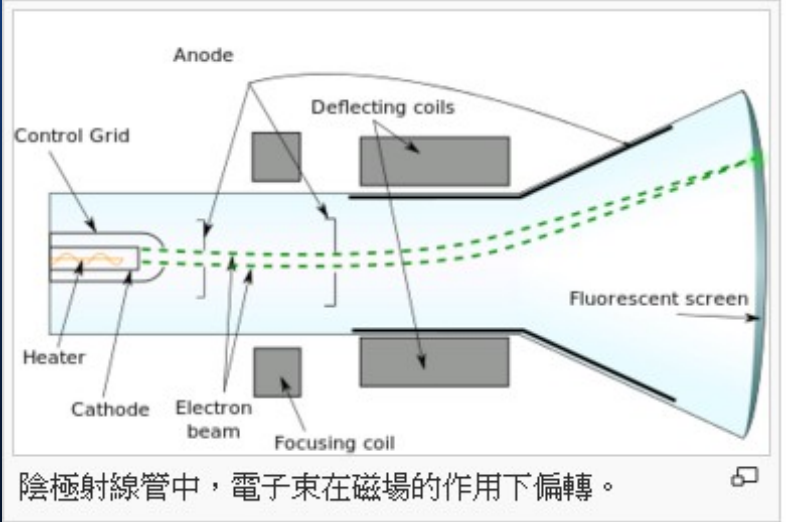 Anode
Deflecting coils
Control Grid
Fluorescent screen
Heater
Cathode
Electron
beam
Focusing coil
陰極射線管中，電子束在磁場的作用下偏轉。